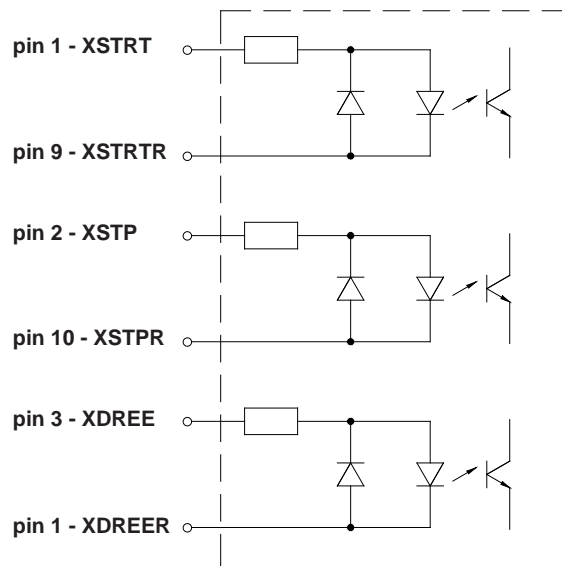 pin 1 - XSTRT
pin 9 - XSTRTR
pin 2 - XSTP
pin 10 - XSTPR
pin 3 - XDREE
pin 1 - XDREER